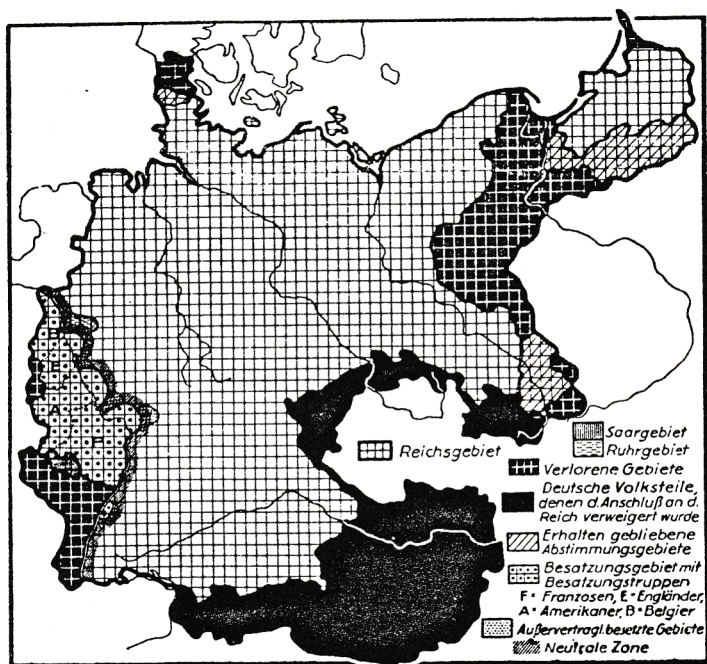 Reichsgebiet
Saargebiet
Ruhrgebiet
Verlorene Gebiete
Deutsche Volksteile,
denen d. Anschluß an d.
Reich verweigert wurde
Erhalten gebliebene
Abstimmungsgebiete
Besatzungsgebiet mit
Besatzungstruppen
F = Franzosen, E = Engländer,
A = Amerikaner, B = Belgier
Außervertragl. besetzte Gebiete
Neutrale Zone